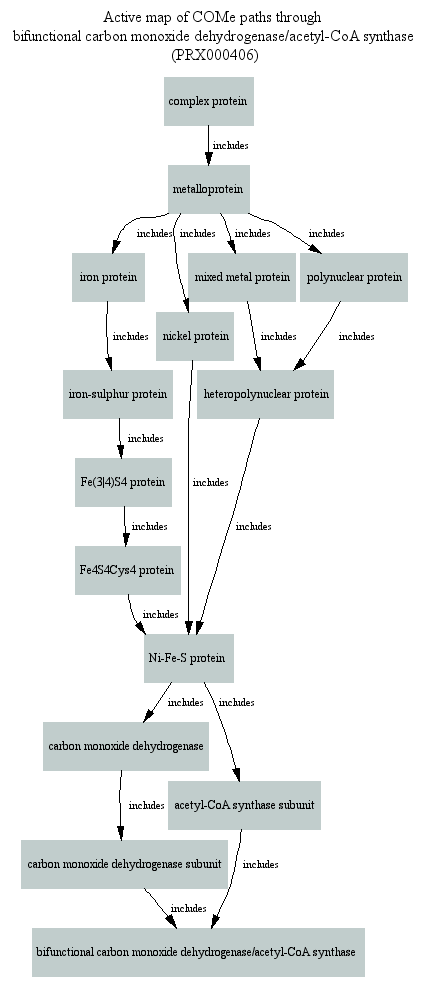 Active map of COMe paths through
bifunctional carbon monoxide dehydrogenase/acetyl-CoA synthase
(PRX000406)
complex protein
includes
metalloprotein
includes
includes
includes
includes
iron protein
mixed metal protein
polynuclear protein
nickel protein
includes
includes
includes
iron-sulphur protein
heteropolynuclear protein
includes
Fe(3|4)S4 protein
includes
includes
includes
Fe4S4Cys4 protein
includes
Ni-Fe-S protein
includes
includes
carbon monoxide dehydrogenase
acetyl-CoA synthase subunit
includes
carbon monoxide dehydrogenase subunit
includes
includes
bifunctional carbon monoxide dehydrogenase/acetyl-CoA synthase